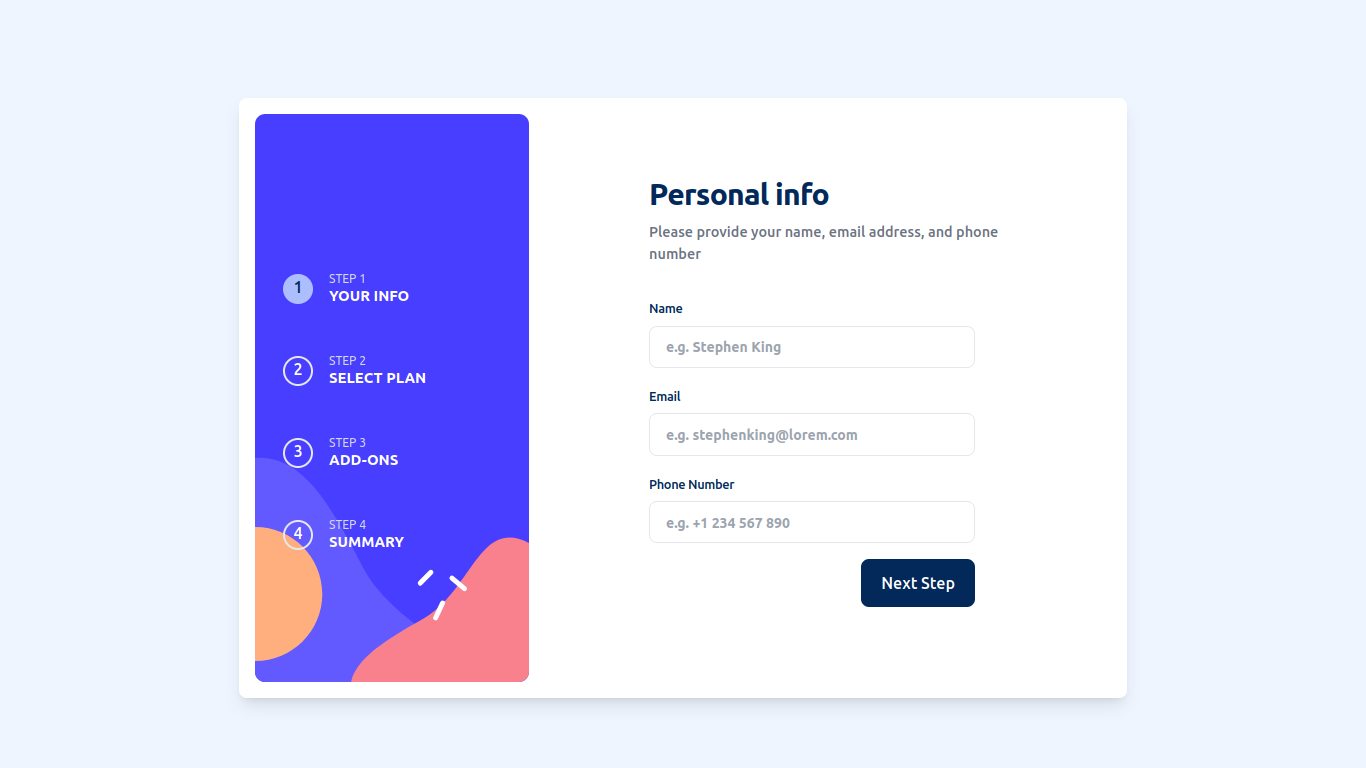 1
STEP 1
YOUR INFO
2
STEP 2
SELECT PLAN
3
STEP 3
ADD-ONS
4
STEP 4
SUMMARY
Personal info
Please provide your name, email address, and phone
number
Name
e.g. Stephen King
Email
e.g. stephenking@lorem.com
Phone Number
e.g. +1 234 567 890
Next Step